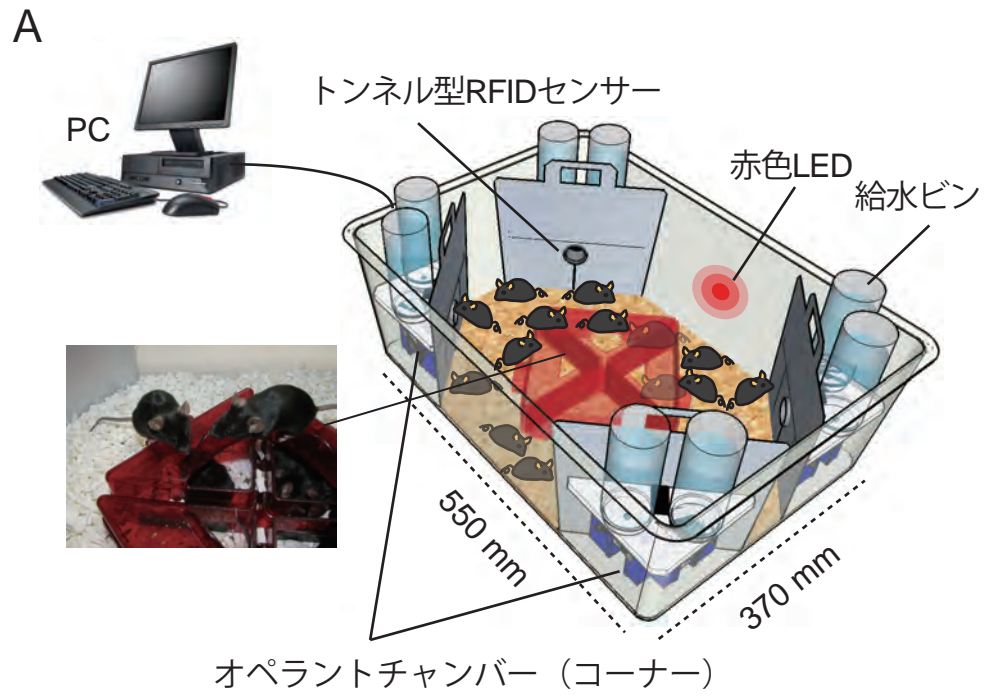 A
PC
トンネル型RFIDセンサー
赤色LED
給水ビン
550 mm
370 mm
オペラントチャンバー（コーナー）